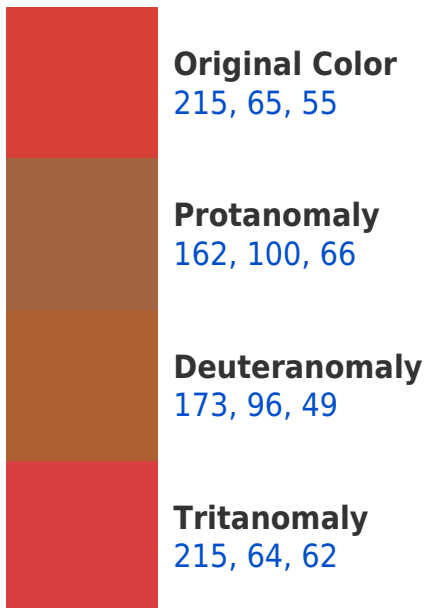 Original Color
215, 65, 55
Protanomaly
162, 100, 66
Deuteranomaly
173, 96, 49
Tritanomaly
215, 64, 62